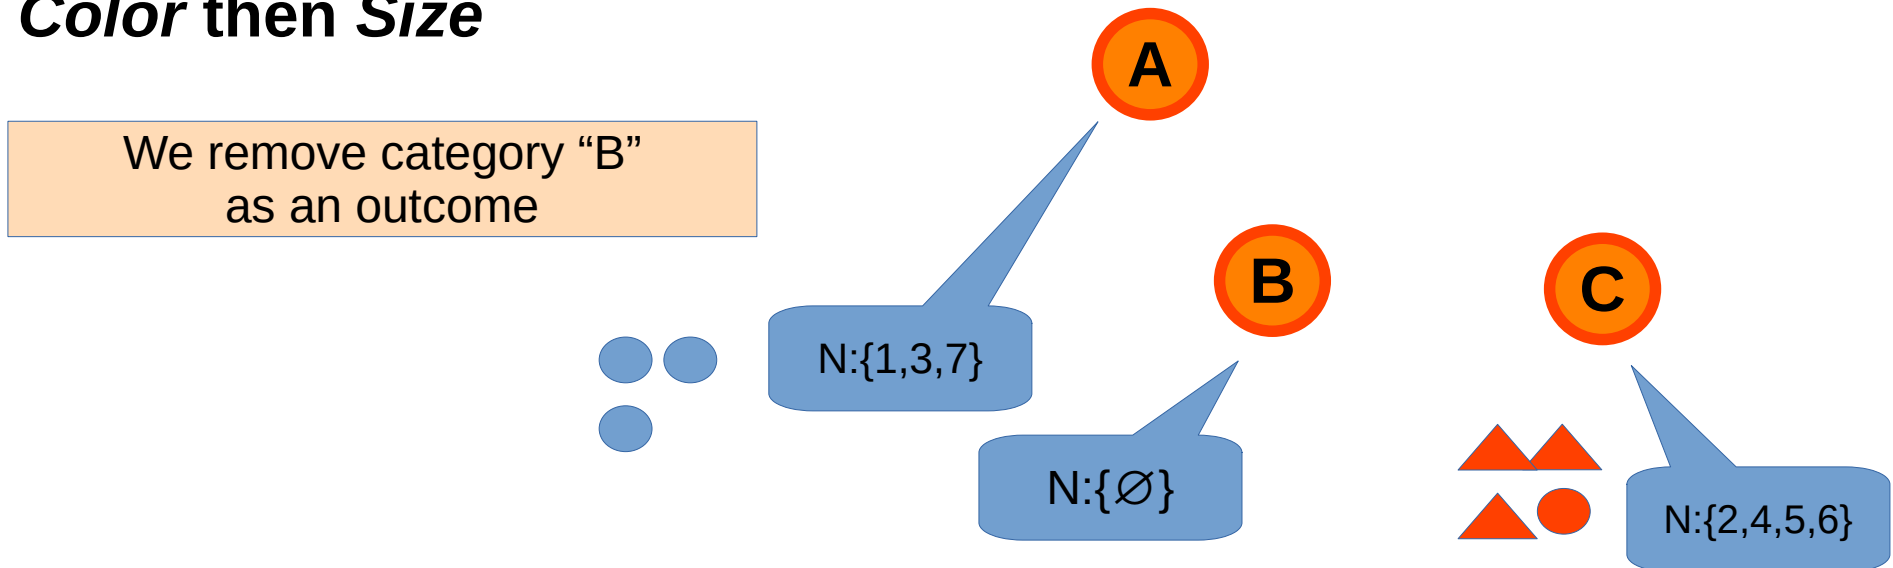 Color then Size
A
We remove category “B”
as an outcome
B
C
N:{1,3,7}
N:{∅}
N:{2,4,5,6}